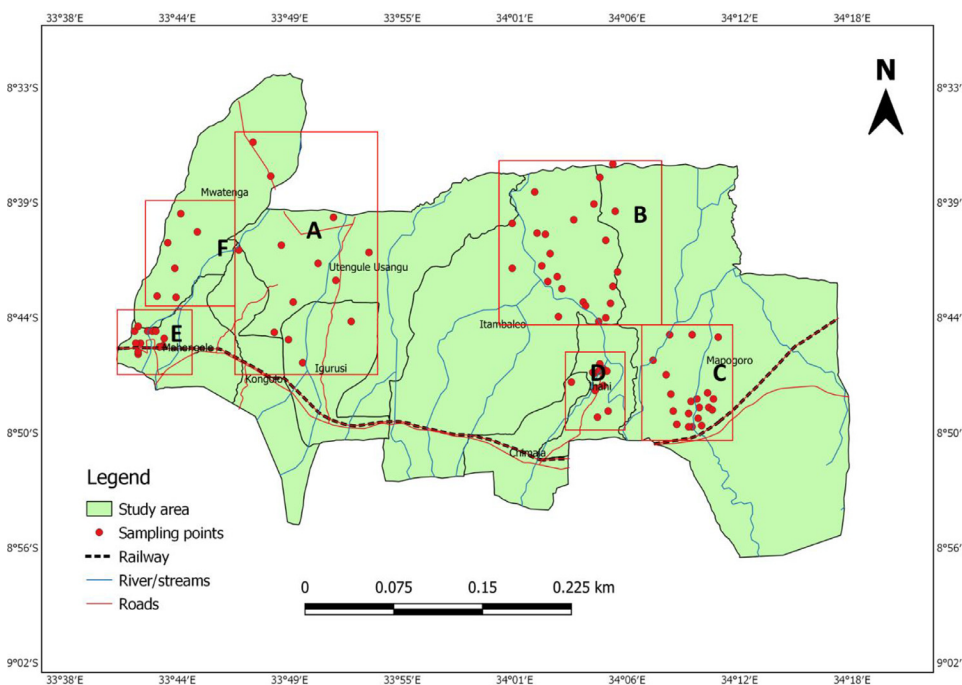 33°38'E 33°44'E 33°49'E 33°55'E 34°01'E 34°06'E 34°12'E 34°18'E
N
8°33'S 8°33'S
8°39'S 8°39'S
Mwatenga
B
A
F
Utengule Usangu
8°44'S 8°44'S
Itambaleo
E
Mahongole
Mapogoro
Igurusi
D
C
Kongolo
Inahi
8°50'S 8°50'S
Chimala
Legend
Study area
Sampling points
Railway
River/streams
Roads
8°56'S 8°56'S
0 0.075 0.15 0.225 km
9°02'S 9°02'S
33°38'E 33°44'E 33°49'E 33°55'E 34°01'E 34°06'E 34°12'E 34°18'E